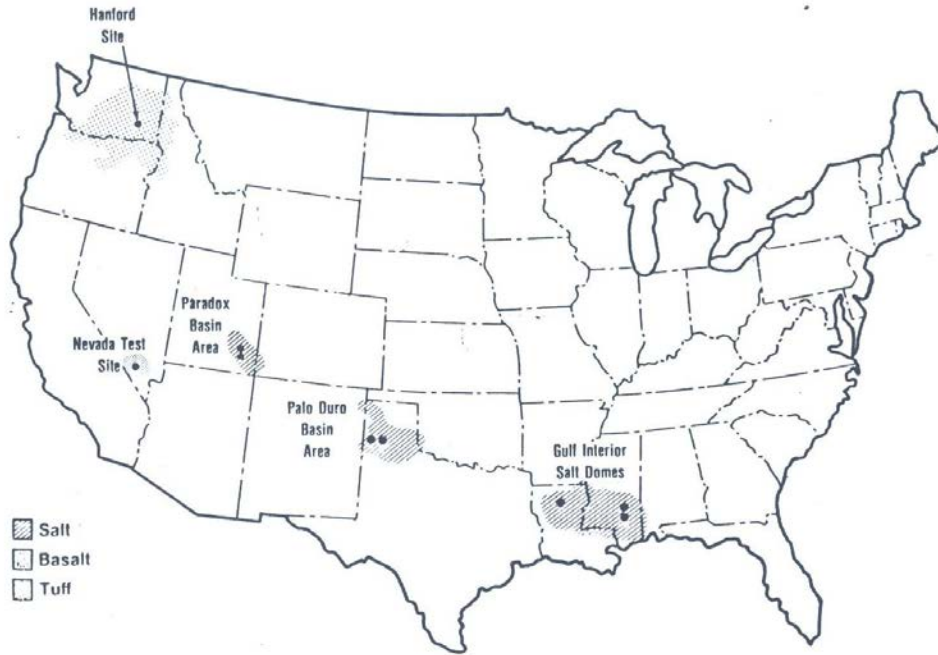 Hanford
Site
Paradox
Basin
Area
Nevada Test
Site
Palo Duro
Basin
Area
Gulf Interior
Salt Domes
Salt
Basalt
Tuff